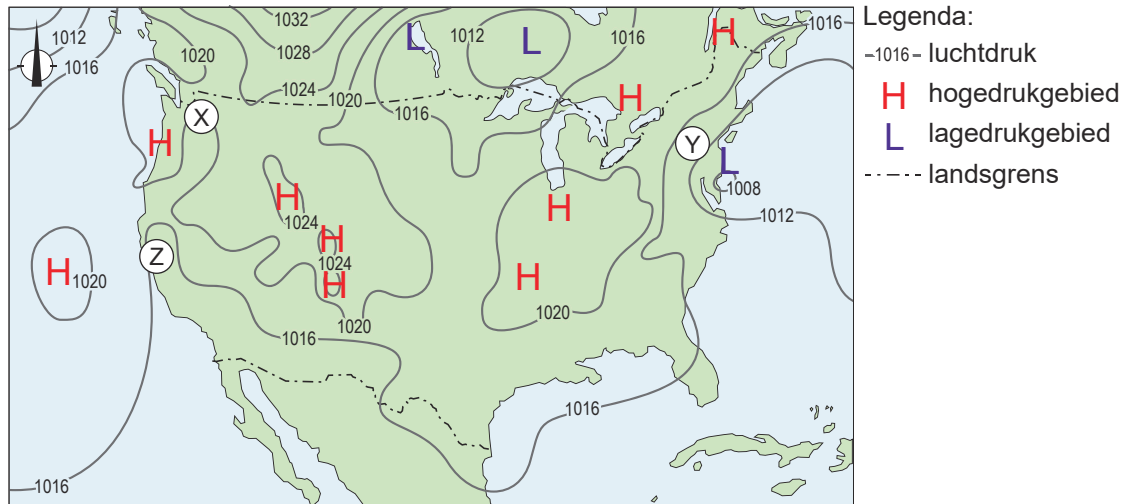 1012
1016
1020
1032
1028
1024
1020
1016
L
1012
L
1016
H
1016
H
X
H
H
1024
H
1024
H
1020
Z
H
1020
1016
H
H
1020
Y
L
1008
1012
1016
1016
Legenda:
-1016- luchtdruk
H hogedrukgebied
L lagedrukgebied
landsgrens